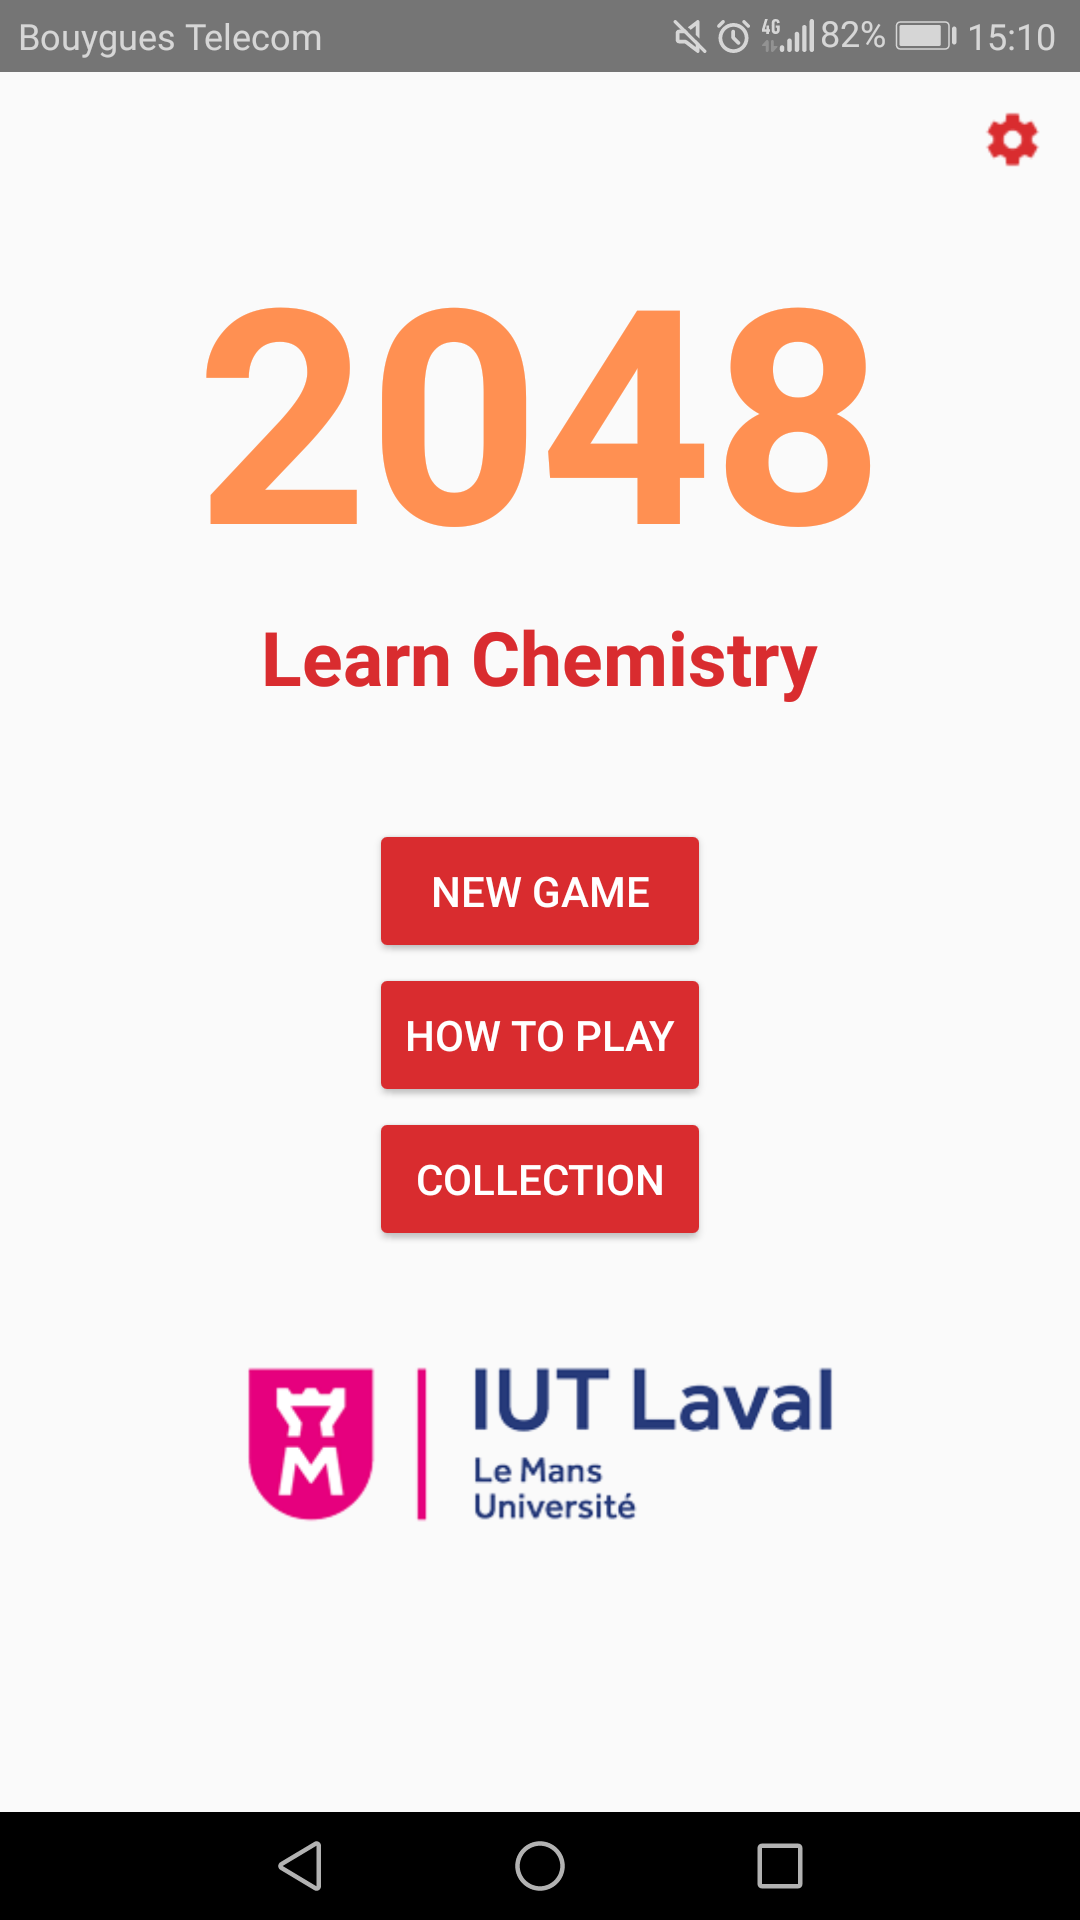 Bouygues Telecom 4G 82% 15:10
2048
Learn Chemistry
NEW GAME
HOW TO PLAY
COLLECTION
M
IUT Laval
Le Mans
Université